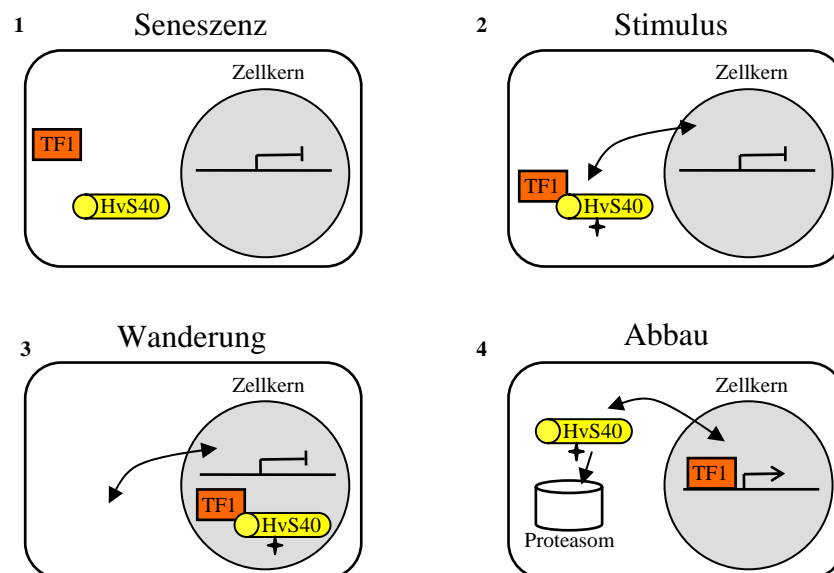 1 Seneszenz
Zellkern
TF1
HvS40
2 Stimulus
Zellkern
TF1
HvS40
3 Wanderung
Zellkern
TF1
HvS40
4 Abbau
Zellkern
HvS40
TF1
Proteasom